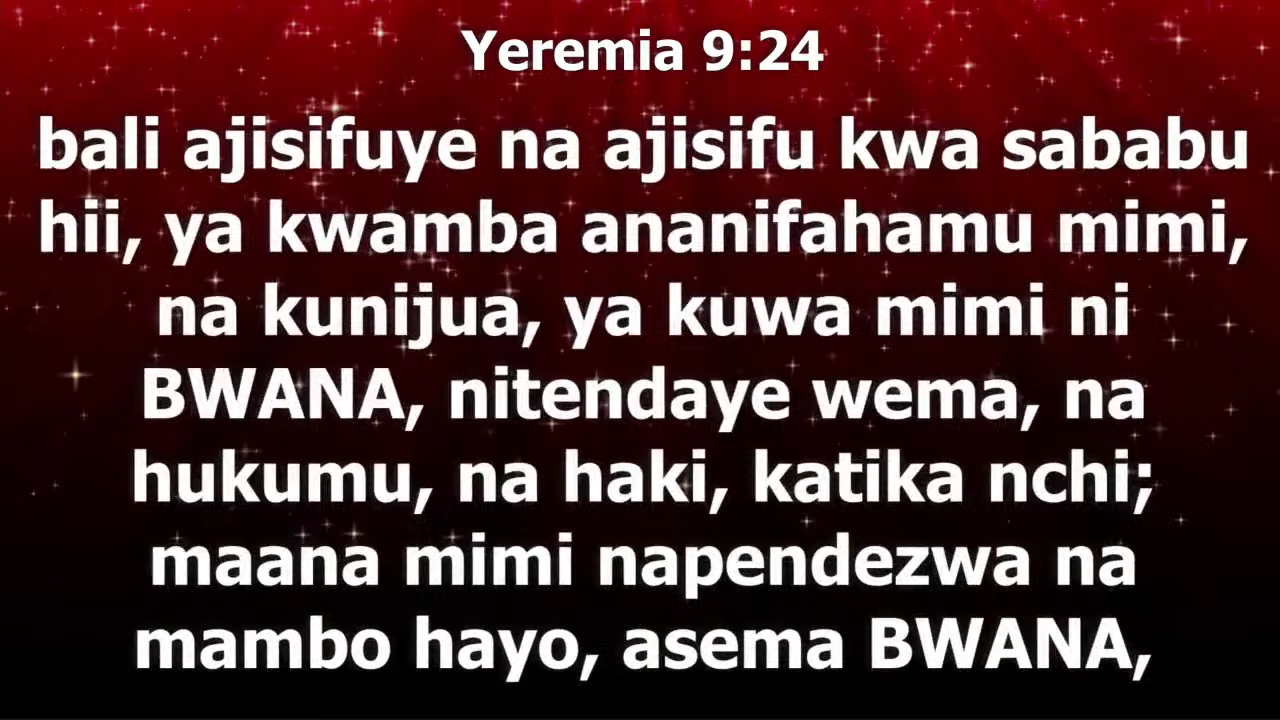 Yeremia 9:24
bali ajisifuye na ajisifu kwa sababu
hii, ya kwamba ananifahamu mimi,
na kunijua, ya kuwa mimi ni
BWANA, nitendaye wema, na
hukumu, na haki, katika nchi;
maana mimi napendezwa na
mambo hayo, asema BWANA,